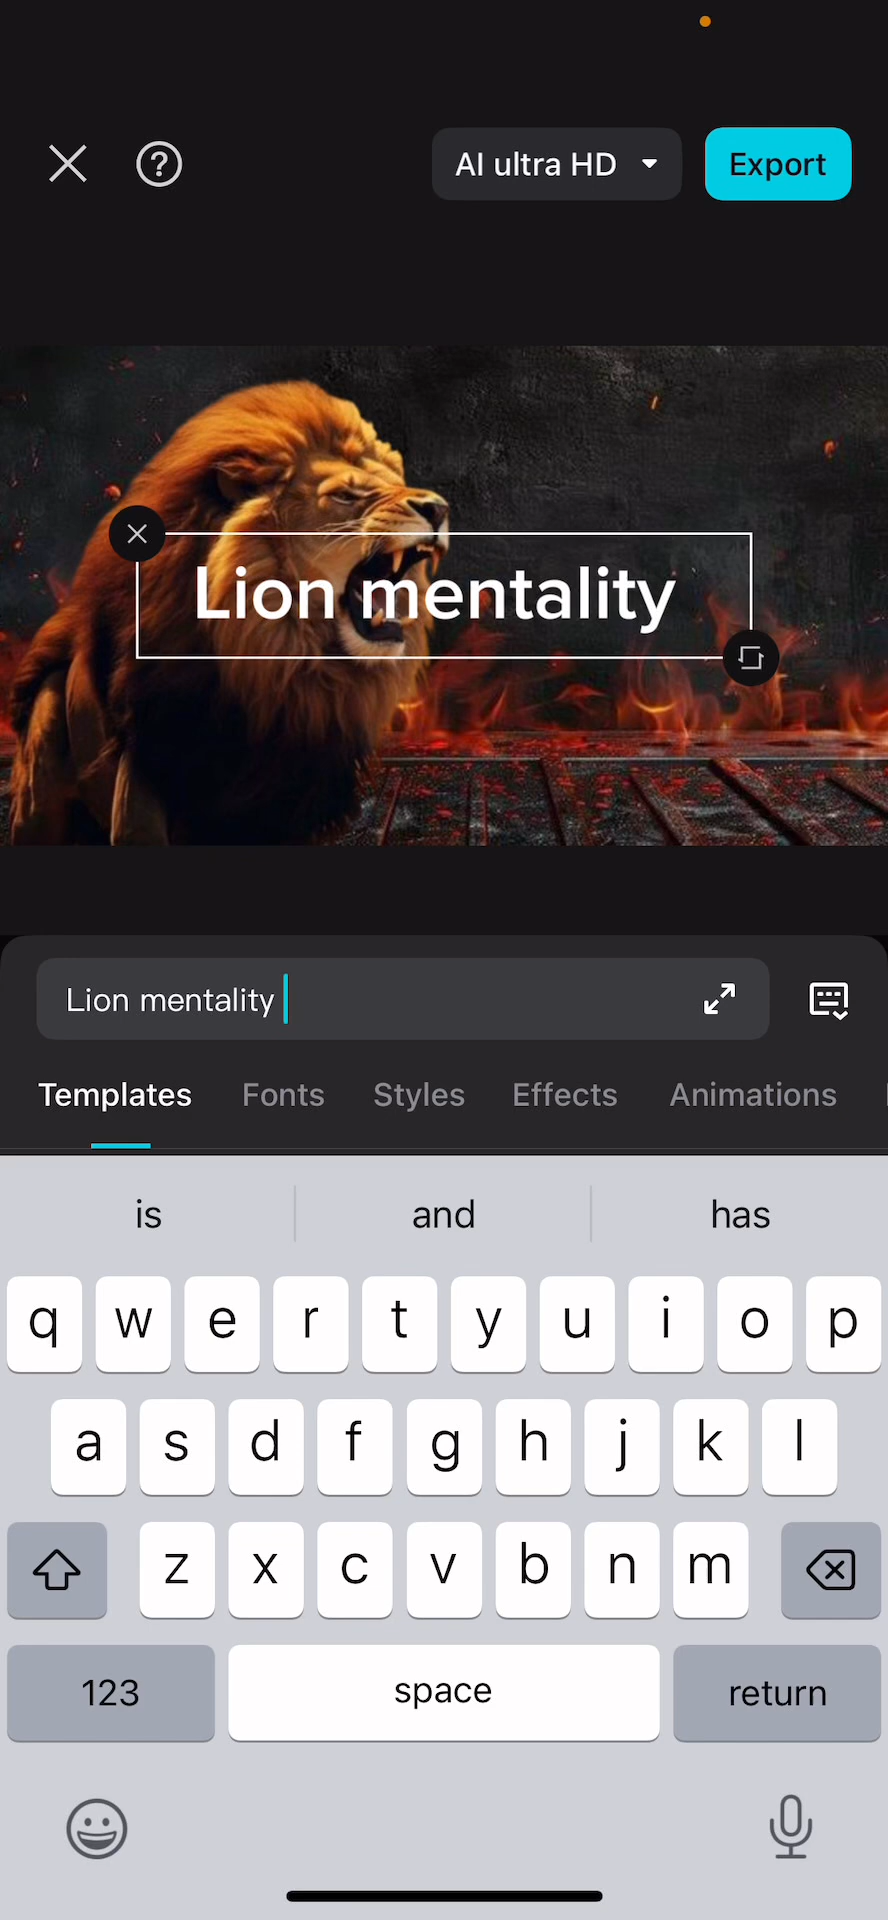 AI ultra HD
Export
Lion mentality
Lion mentality
Templates Fonts Styles Effects Animations
is and has
q w e r t y u i o p
a s d f g h j k l
z x c v b n m
123 space return